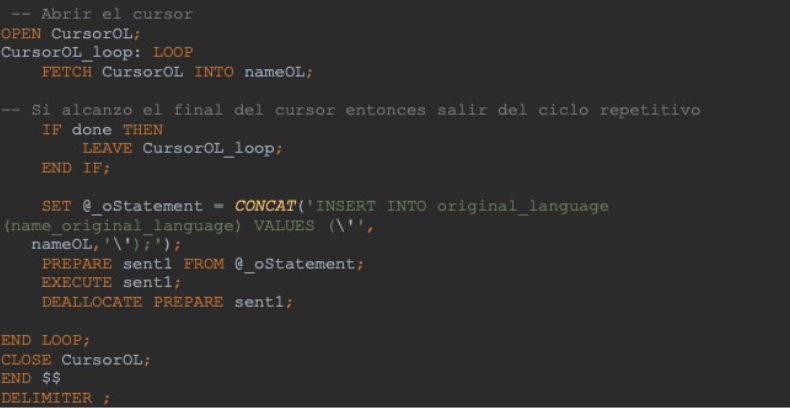 -- Abrir el cursor
OPEN CursorOL;
CursorOL_loop: LOOP
FETCH CursorOL INTO nameOL;
-- Si alcanzo el final del cursor entonces salir del ciclo repetitivo
IF done THEN
LEAVE CursorOL_loop;
END IF;
SET @_oStatement = CONCAT('INSERT INTO original_language
(name_original_language) VALUES (\'',
nameOL,'\');');
PREPARE sent1 FROM @_oStatement;
EXECUTE sent1;
DEALLOCATE PREPARE sent1;
END LOOP;
CLOSE CursorOL;
END $$
DELIMITER ;